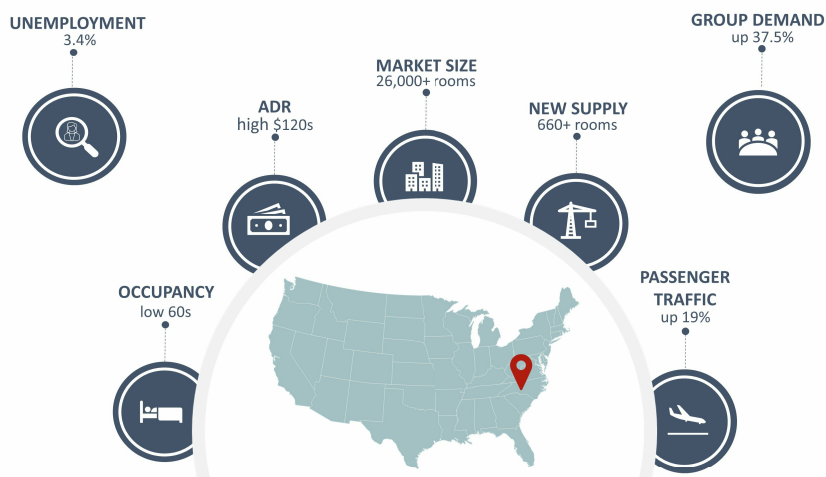 UNEMPLOYMENT
3.4%
ADR
high $120s
MARKET SIZE
26,000+ rooms
NEW SUPPLY
660+ rooms
GROUP DEMAND
up 37.5%
OCCUPANCY
low 60s
PASSENGER
TRAFFIC
up 19%